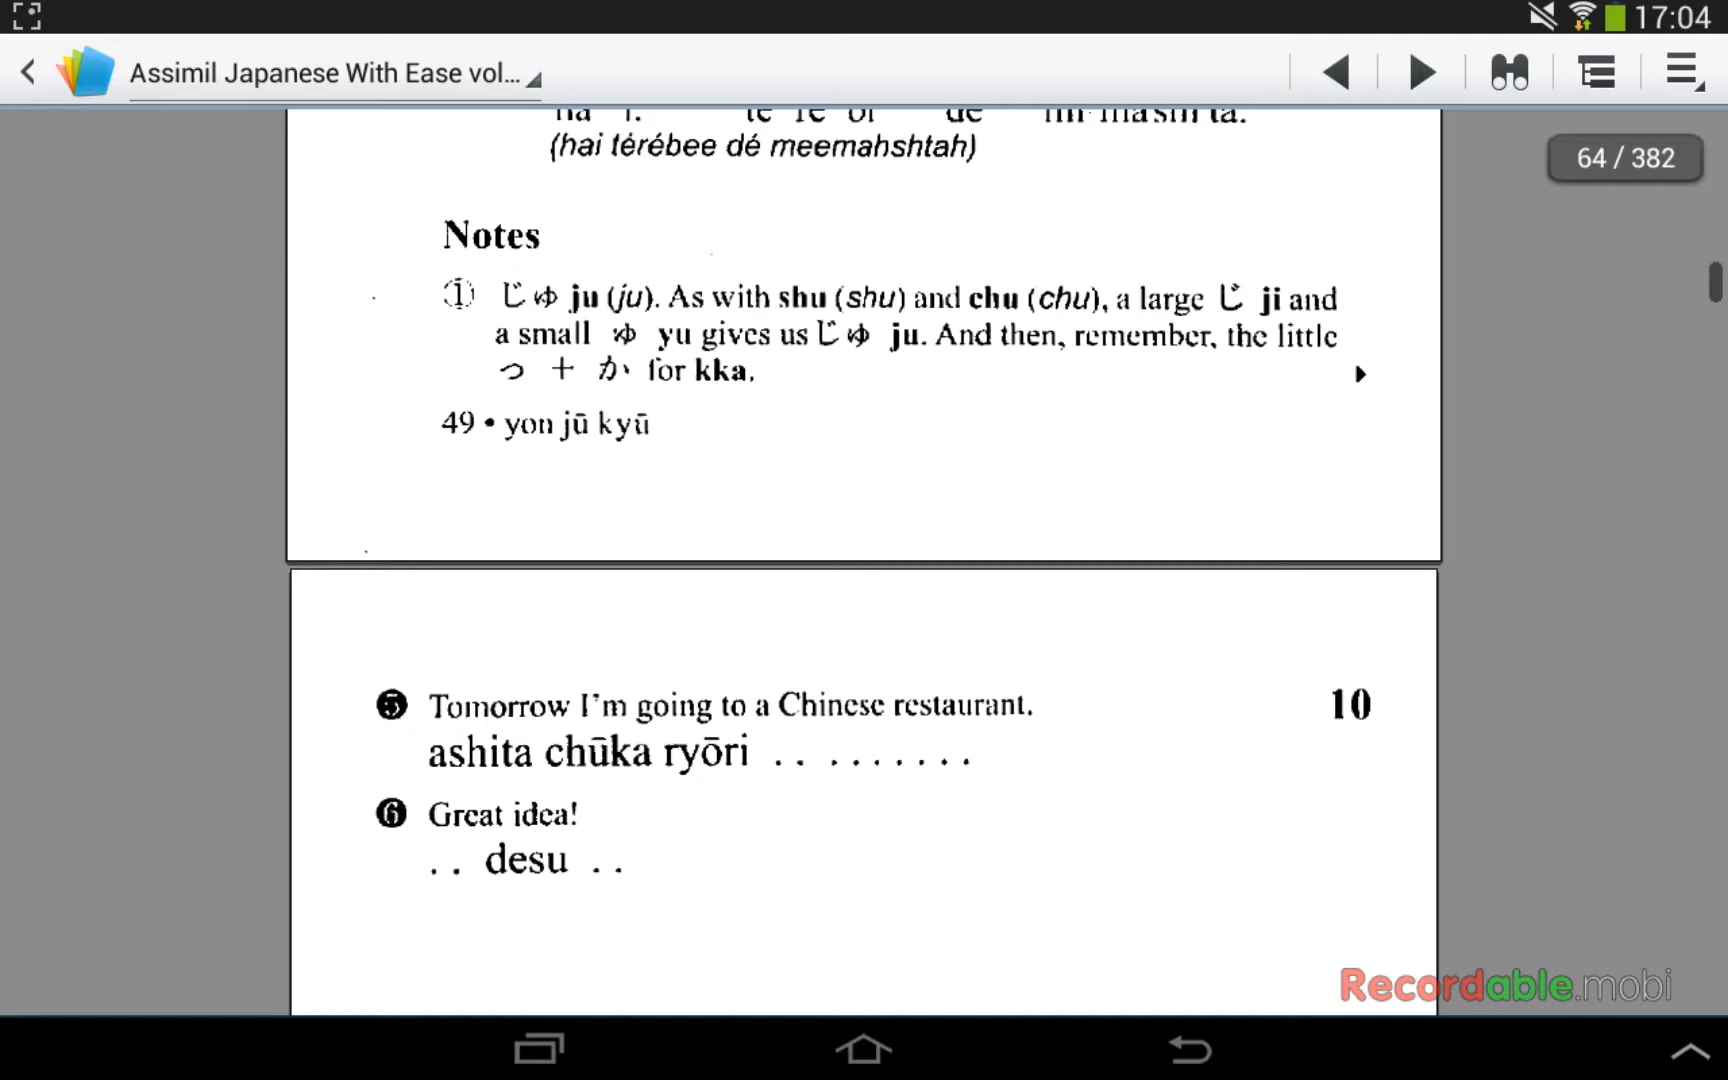 17:04
Assimil Japanese With Ease vol...
64 / 382
(hai térébee dé meemahshtah)
Notes
① じゅ ju (ju). As with shu (shu) and chu (chu), a large じ ji and
a small ゅ yu gives us じゅ ju. And then, remember, the little
っ + か for kka.
49 • yon jū kyū
❺ Tomorrow I'm going to a Chinese restaurant. 10
ashita chūka ryōri . . . . . . . . .
❻ Great idea!
. . desu . .
Recordable.mobi